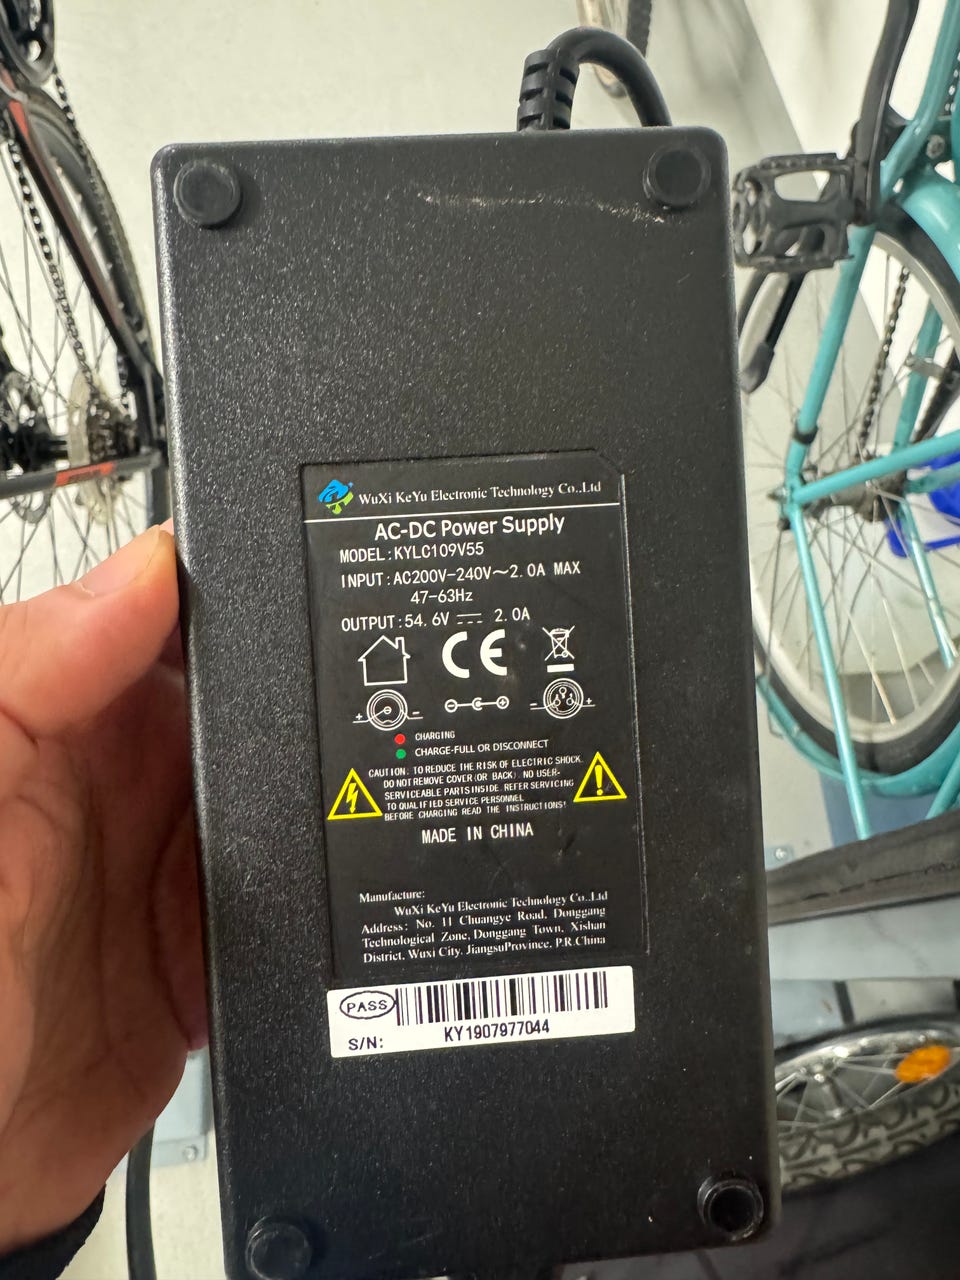 WuXi KeYu Electronic Technology Co.,Ltd
AC-DC Power Supply
MODEL:KYLC109V55
INPUT:AC200V-240V～2.0A MAX
47-63Hz
OUTPUT:54.6V ⎓ 2.0A
CE
+ -
- +
CHARGING
CHARGE-FULL OR DISCONNECT
CAUTION: TO REDUCE THE RISK OF ELECTRIC SHOCK.
DO NOT REMOVE COVER (OR BACK) NO USER-
SERVICEABLE PARTS INSIDE. REFER SERVICING
TO QUALIFIED SERVICE PERSONNEL
BEFORE CHARGING READ THE INSTRUCTIONS!
MADE IN CHINA
Manufacture:
WuXi KeYu Electronic Technology Co.,Ltd
Address: No. 11 Chuangye Road, Donggang
Technological Zone, Donggang Town, Xishan
District, Wuxi City, JiangsuProvince, P.R.China
PASS
S/N: KY1907977044